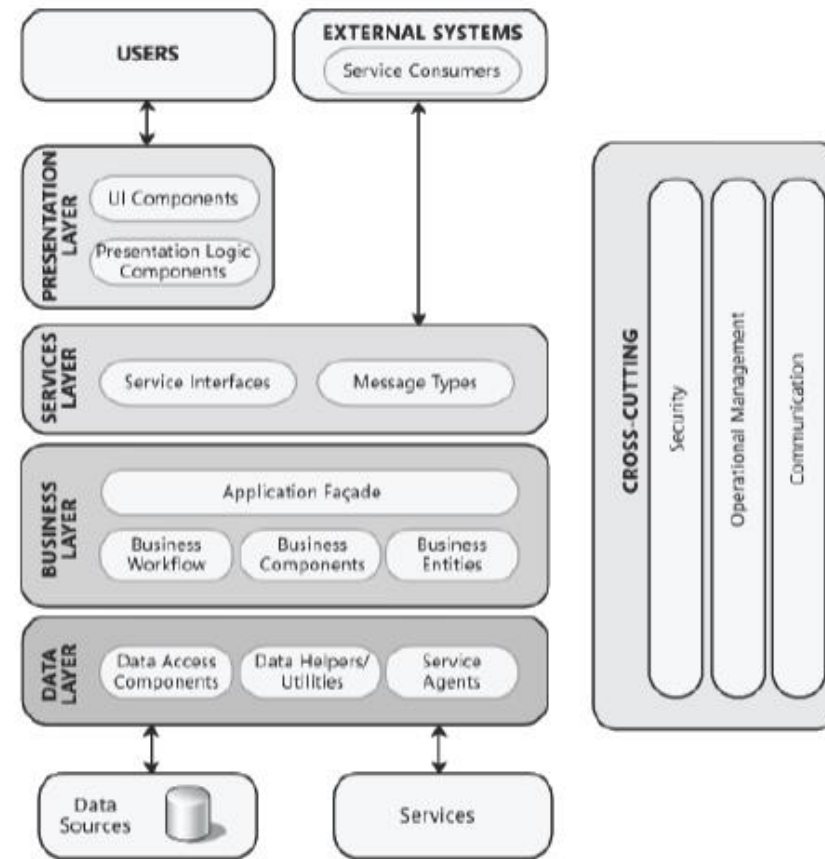 USERS
EXTERNAL SYSTEMS
Service Consumers
PRESENTATION
LAYER
UI Components
Presentation Logic
Components
SERVICES
LAYER
Service Interfaces
Message Types
BUSINESS
LAYER
Application Façade
Business
Workflow
Business
Components
Business
Entities
DATA
LAYER
Data Access
Components
Data Helpers/
Utilities
Service
Agents
Data
Sources
Services
CROSS-CUTTING
Security
Operational Management
Communication